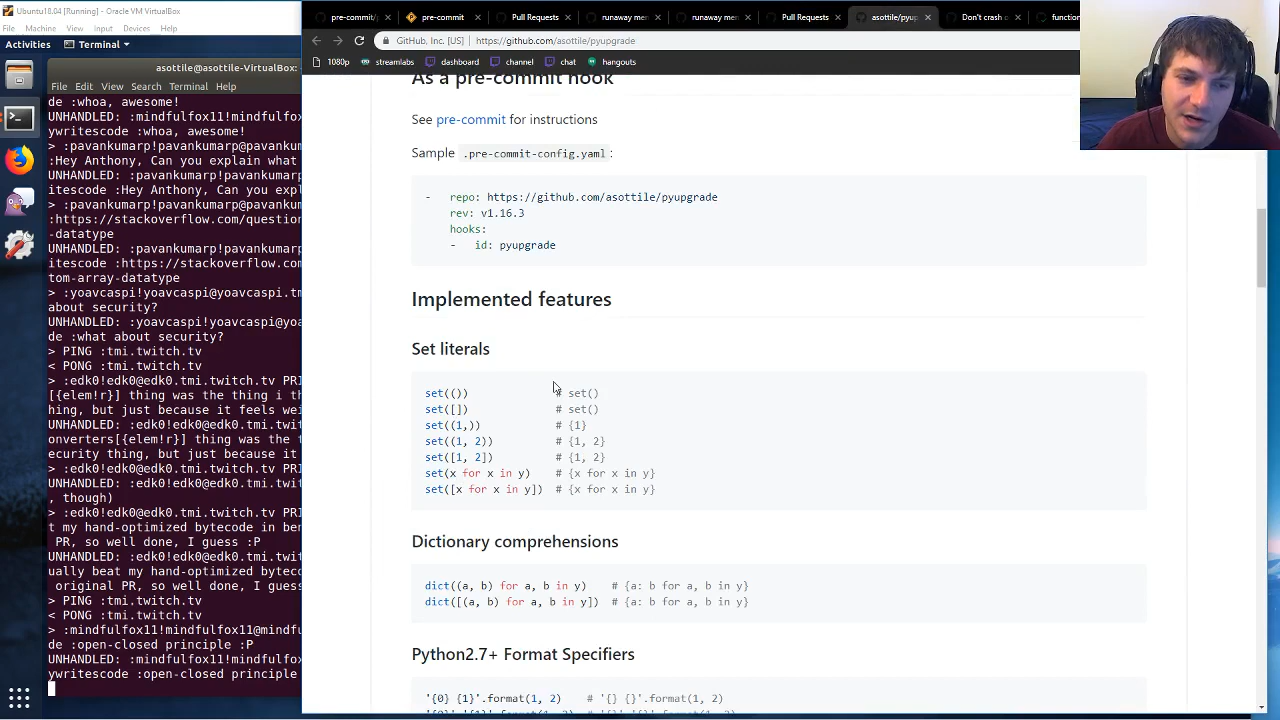 Ubuntu18.04 [Running] - Oracle VM VirtualBox
File Machine View Input Devices Help
Activities Terminal
asottile@asottile-VirtualBox:
File Edit View Search Terminal Help
de :whoa, awesome!
UNHANDLED: :mindfulfox11!mindfulfo
ywritescode :whoa, awesome!
> :pavankumarp!pavankumarp@pavanku
:Hey Anthony, Can you explain what
UNHANDLED: :pavankumarp!pavankumar
itescode :Hey Anthony, Can you exp
> :pavankumarp!pavankumarp@pavanku
:https://stackoverflow.com/question
-datatype
UNHANDLED: :pavankumarp!pavankumar
itescode :https://stackoverflow.co
tom-array-datatype
> :yoavcaspi!yoavcaspi@yoavcaspi.tm
about security?
UNHANDLED: :yoavcaspi!yoavcaspi@yo
de :what about security?
> PING :tmi.twitch.tv
< PONG :tmi.twitch.tv
> :edk0!edk0@edk0.tmi.twitch.tv PRI
[{elem!r}] thing was the thing i th
hing, but just because it feels wei
UNHANDLED: :edk0!edk0@edk0.tmi.twit
onverters[{elem!r}] thing was the t
ecurity thing, but just because it
> :edk0!edk0@edk0.tmi.twitch.tv PRI
UNHANDLED: :edk0!edk0@edk0.tmi.twit
, though)
> :edk0!edk0@edk0.tmi.twitch.tv PRI
t my hand-optimized bytecode in ben
PR, so well done, I guess :P
UNHANDLED: :edk0!edk0@edk0.tmi.twit
ually beat my hand-optimized byteco
original PR, so well done, I guess
> PING :tmi.twitch.tv
< PONG :tmi.twitch.tv
> :mindfulfox11!mindfulfox11@mindfu
de :open-closed principle :P
UNHANDLED: :mindfulfox11!mindfulfo
ywritescode :open-closed principle
pre-commit/ pre-commit Pull Requests runaway mem runaway mem Pull Requests asottile/pyup Don't crash o function
GitHub, Inc. [US] https://github.com/asottile/pyupgrade
1080p streamlabs dashboard channel chat hangouts
As a pre-commit hook
See pre-commit for instructions
Sample .pre-commit-config.yaml:
- repo: https://github.com/asottile/pyupgrade
rev: v1.16.3
hooks:
- id: pyupgrade
Implemented features
Set literals
set(()) # set()
set([]) # set()
set((1,)) # {1}
set((1, 2)) # {1, 2}
set([1, 2]) # {1, 2}
set(x for x in y) # {x for x in y}
set([x for x in y]) # {x for x in y}
Dictionary comprehensions
dict((a, b) for a, b in y) # {a: b for a, b in y}
dict([(a, b) for a, b in y]) # {a: b for a, b in y}
Python2.7+ Format Specifiers
'{0} {1}'.format(1, 2) # '{} {}'.format(1, 2)